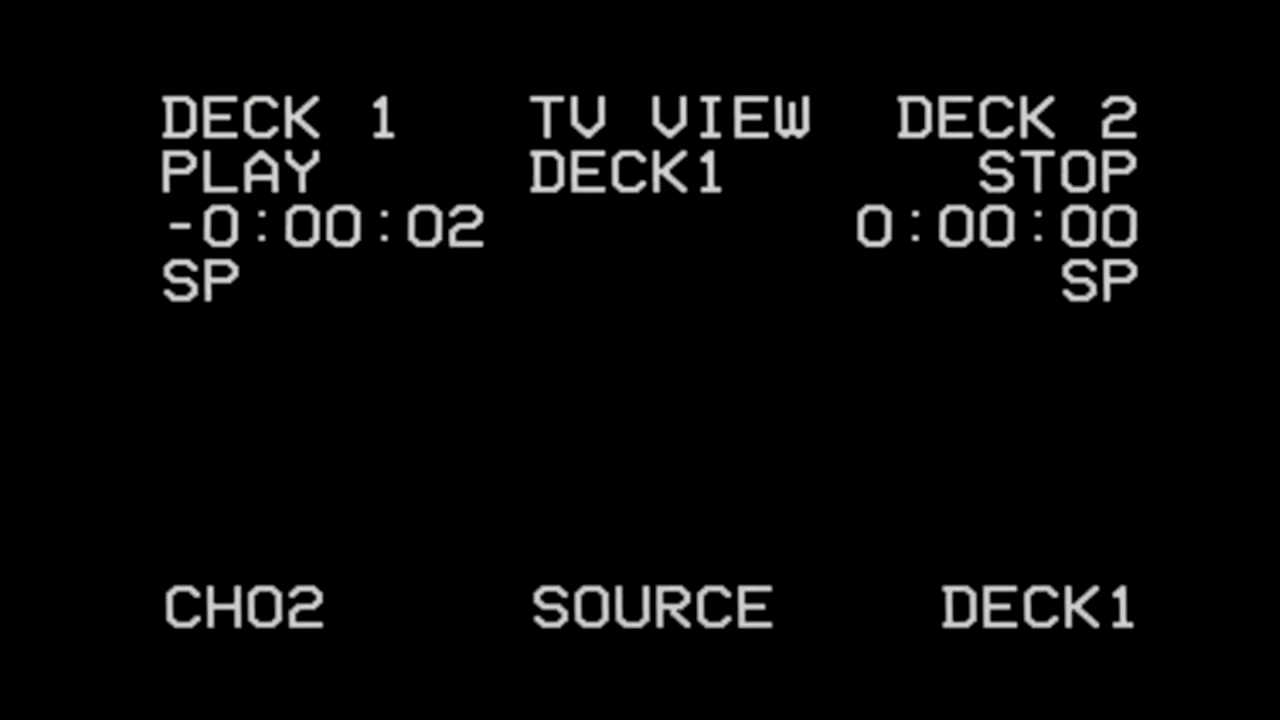 DECK 1 TV VIEW DECK 2
PLAY DECK1 STOP
-0:00:02 0:00:00
SP SP
CH02 SOURCE DECK1